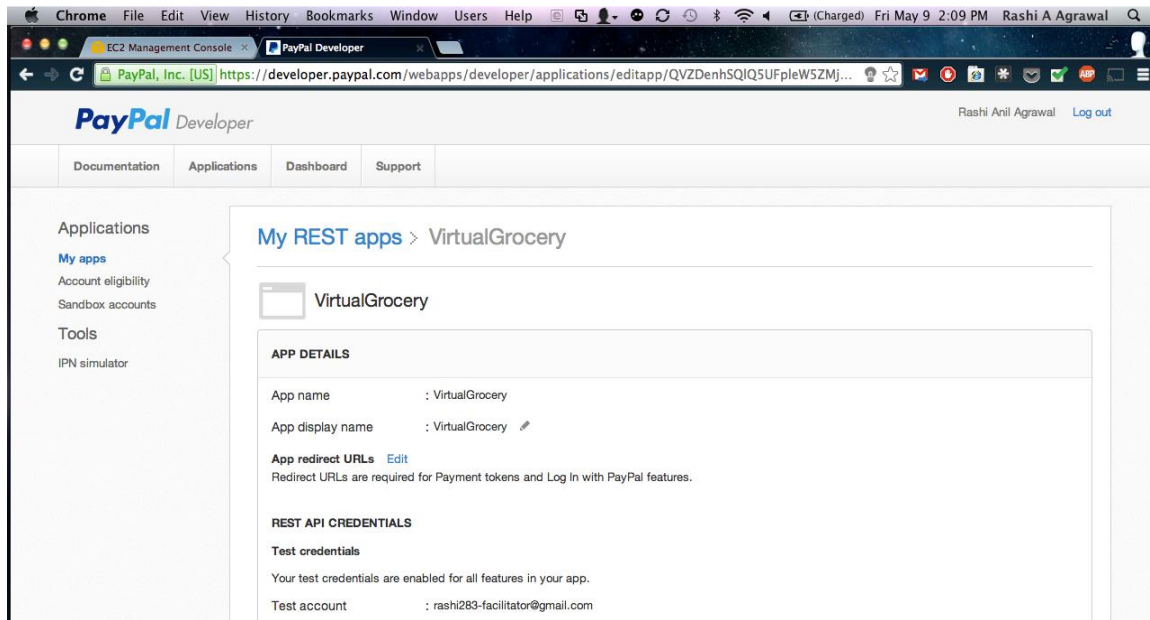 Chrome File Edit View History Bookmarks Window Users Help (Charged) Fri May 9 2:09 PM Rashi A Agrawal
EC2 Management Console × PayPal Developer ×
PayPal, Inc. [US] https://developer.paypal.com/webapps/developer/applications/editapp/QVZDenhSQlQ5UFpleW5ZMj... ABP
PayPal Developer
Rashi Anil Agrawal Log out
Documentation Applications Dashboard Support
Applications
My apps
Account eligibility
Sandbox accounts
Tools
IPN simulator
My REST apps > VirtualGrocery
VirtualGrocery
APP DETAILS
App name : VirtualGrocery
App display name : VirtualGrocery
App redirect URLs Edit
Redirect URLs are required for Payment tokens and Log In with PayPal features.
REST API CREDENTIALS
Test credentials
Your test credentials are enabled for all features in your app.
Test account : rashi283-facilitator@gmail.com